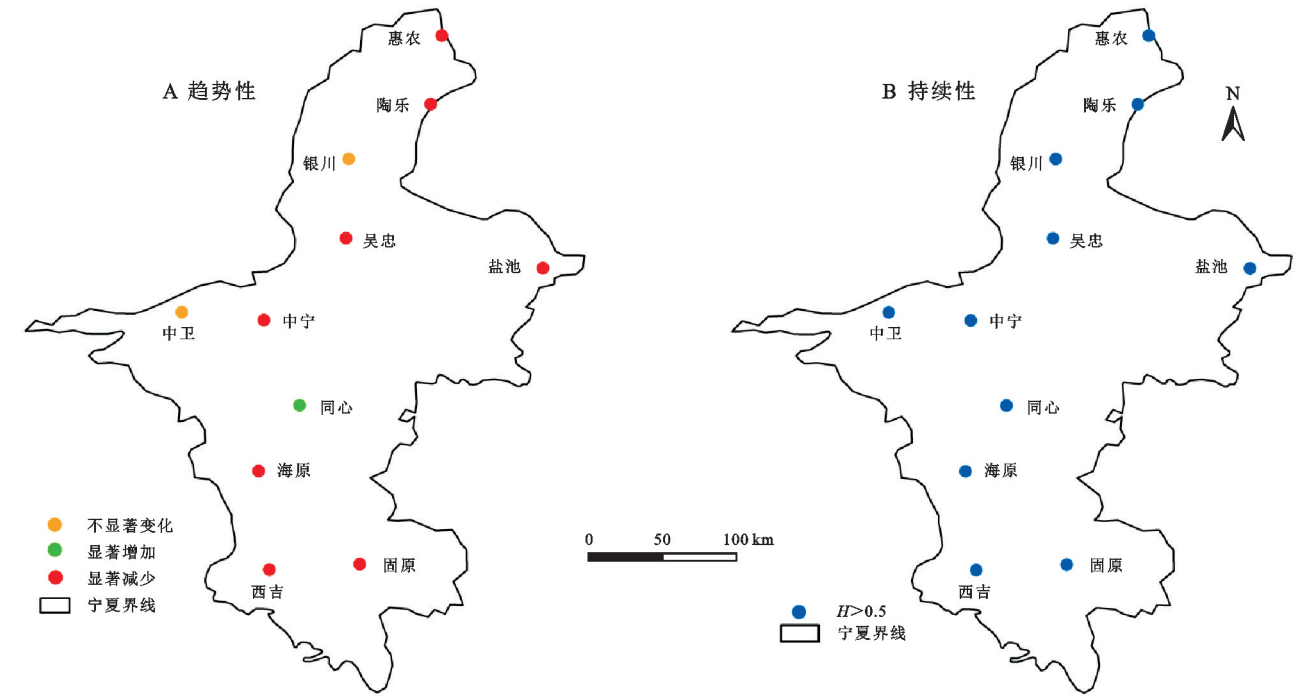 A 趋势性
惠农
陶乐
银川
吴忠
盐池
中卫
中宁
同心
海原
西吉
固原
不显著变化
显著增加
显著减少
宁夏界线
0 50 100 km
B 持续性
N
惠农
陶乐
银川
吴忠
盐池
中卫
中宁
同心
海原
西吉
固原
H>0.5
宁夏界线